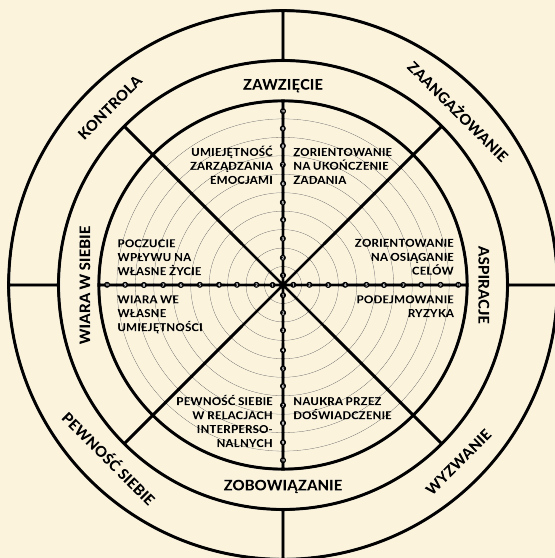 KONTROLA
ZAANGAŻOWANIE
ZAWZIĘCIE
UMIEJĘTNOŚĆ
ZARZĄDZANIA
EMOCJAMI
ZORIENTOWANIE
NA UKOŃCZENIE
ZADANIA
WIARA W SIEBIE
POCZUCIE
WPŁYWU NA
WŁASNE ŻYCIE
ZORIENTOWANIE
NA OSIĄGANIE
CELÓW
ASPIRACJE
WIARA WE
WŁASNE
UMIEJĘTNOŚCI
PODEJMOWANIE
RYZYKA
PEWNOŚĆ SIEBIE
W RELACJACH
INTERPERSO-
NALNYCH
NAUKRA PRZEZ
DOŚWIADCZENIE
PEWNOŚĆ SIEBIE
WYZWANIE
ZOBOWIĄZANIE